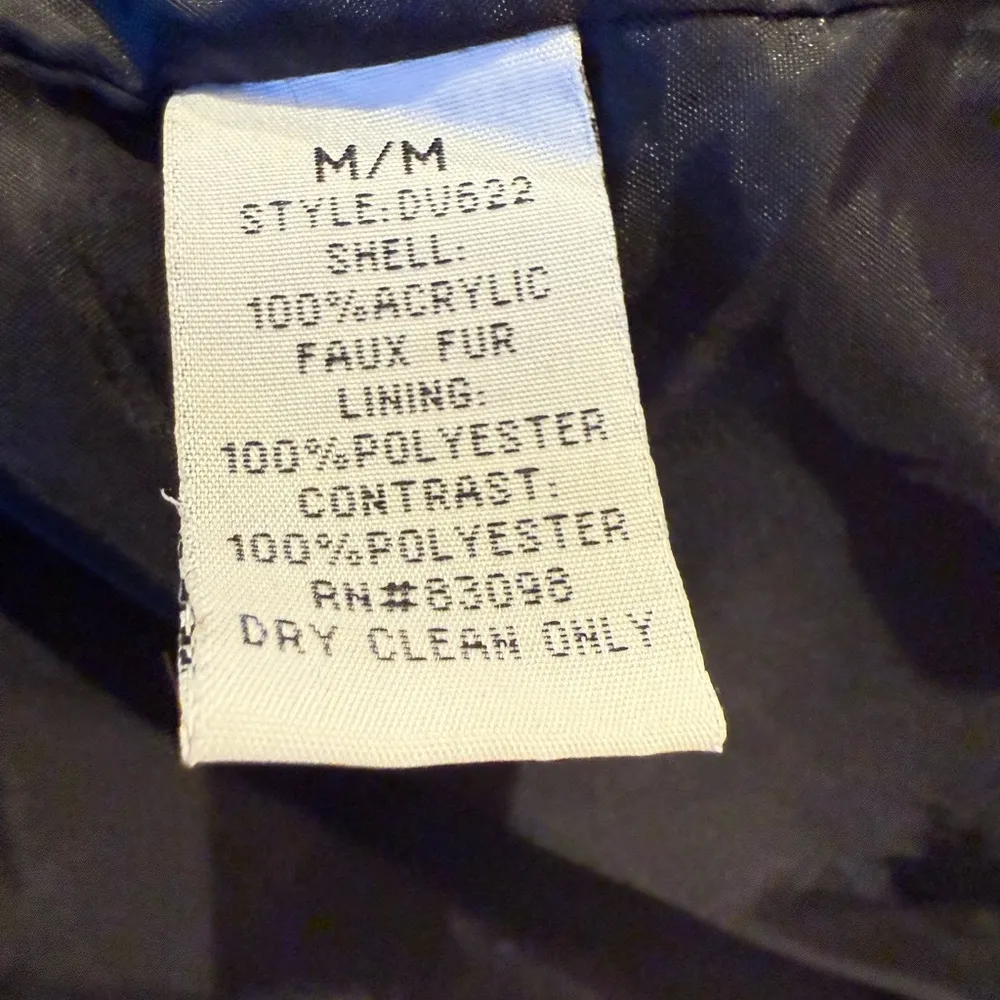 M/M
STYLE:DV622
SHELL:
100%ACRYLIC
FAUX FUR
LINING:
100%POLYESTER
CONTRAST:
100%POLYESTER
RN#83098
DRY CLEAN ONLY